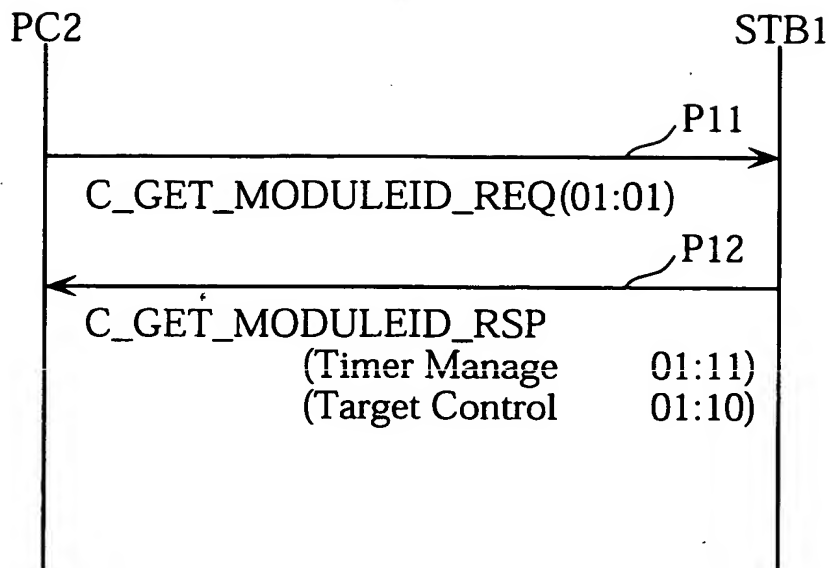 PC2 STB1
P11
C_GET_MODULEID_REQ(01:01)
P12
C_GET_MODULEID_RSP
(Timer Manage 01:11)
(Target Control 01:10)